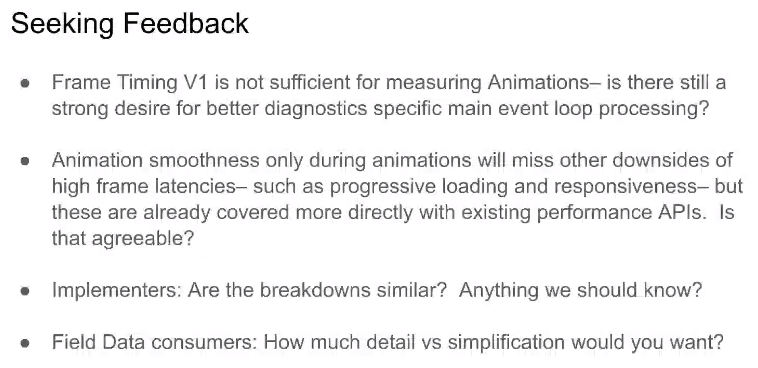 Seeking Feedback
● Frame Timing V1 is not sufficient for measuring Animations– is there still a
strong desire for better diagnostics specific main event loop processing?
● Animation smoothness only during animations will miss other downsides of
high frame latencies– such as progressive loading and responsiveness– but
these are already covered more directly with existing performance APIs.  Is
that agreeable?
● Implementers: Are the breakdowns similar?  Anything we should know?
● Field Data consumers: How much detail vs simplification would you want?